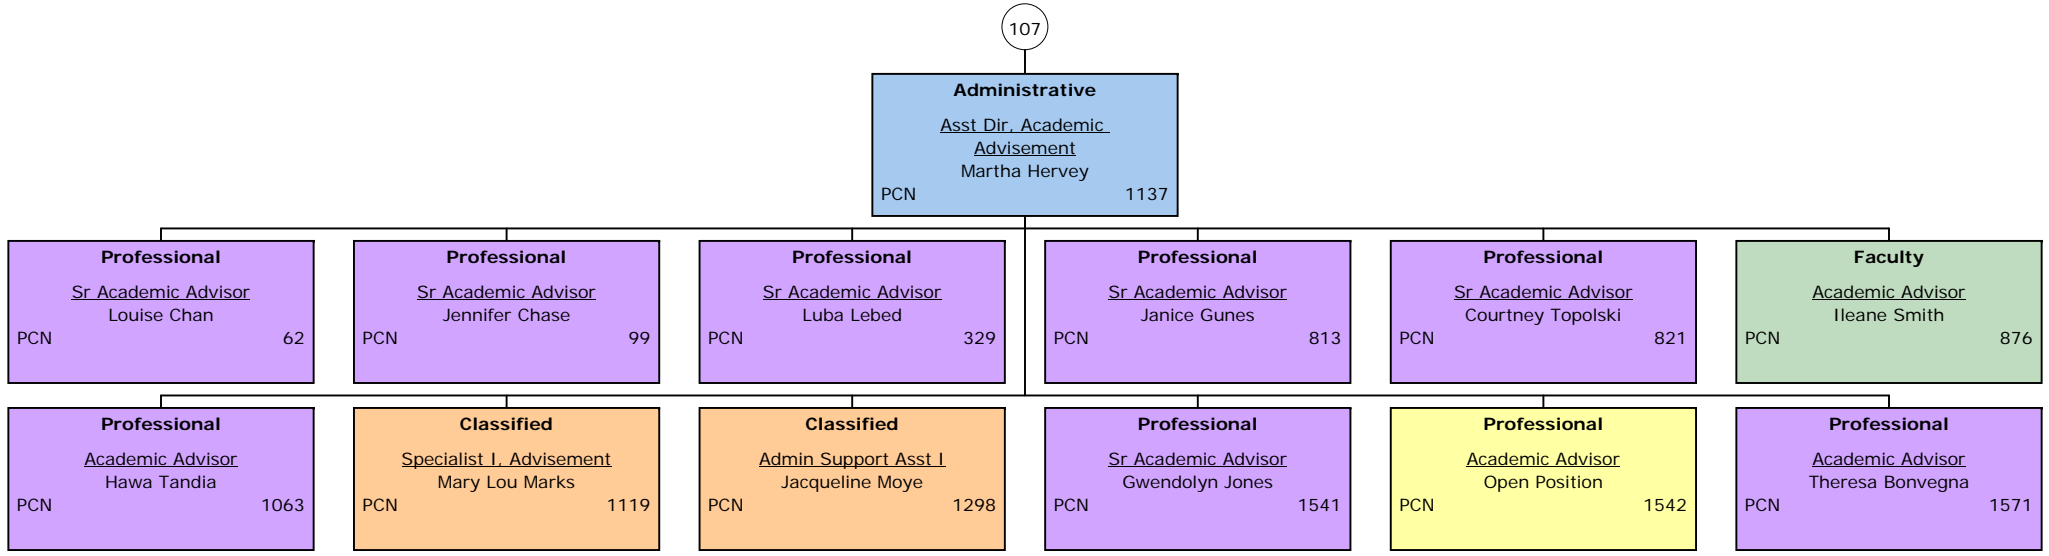 107
Administrative
Asst Dir, Academic
Advisement
Martha Hervey
PCN 1137
Professional
Sr Academic Advisor
Louise Chan
PCN 62
Professional
Sr Academic Advisor
Jennifer Chase
PCN 99
Professional
Sr Academic Advisor
Luba Lebed
PCN 329
Professional
Sr Academic Advisor
Janice Gunes
PCN 813
Professional
Sr Academic Advisor
Courtney Topolski
PCN 821
Faculty
Academic Advisor
Ileane Smith
PCN 876
Professional
Academic Advisor
Hawa Tandia
PCN 1063
Classified
Specialist I, Advisement
Mary Lou Marks
PCN 1119
Classified
Admin Support Asst I
Jacqueline Moye
PCN 1298
Professional
Sr Academic Advisor
Gwendolyn Jones
PCN 1541
Professional
Academic Advisor
Open Position
PCN 1542
Professional
Academic Advisor
Theresa Bonvegna
PCN 1571